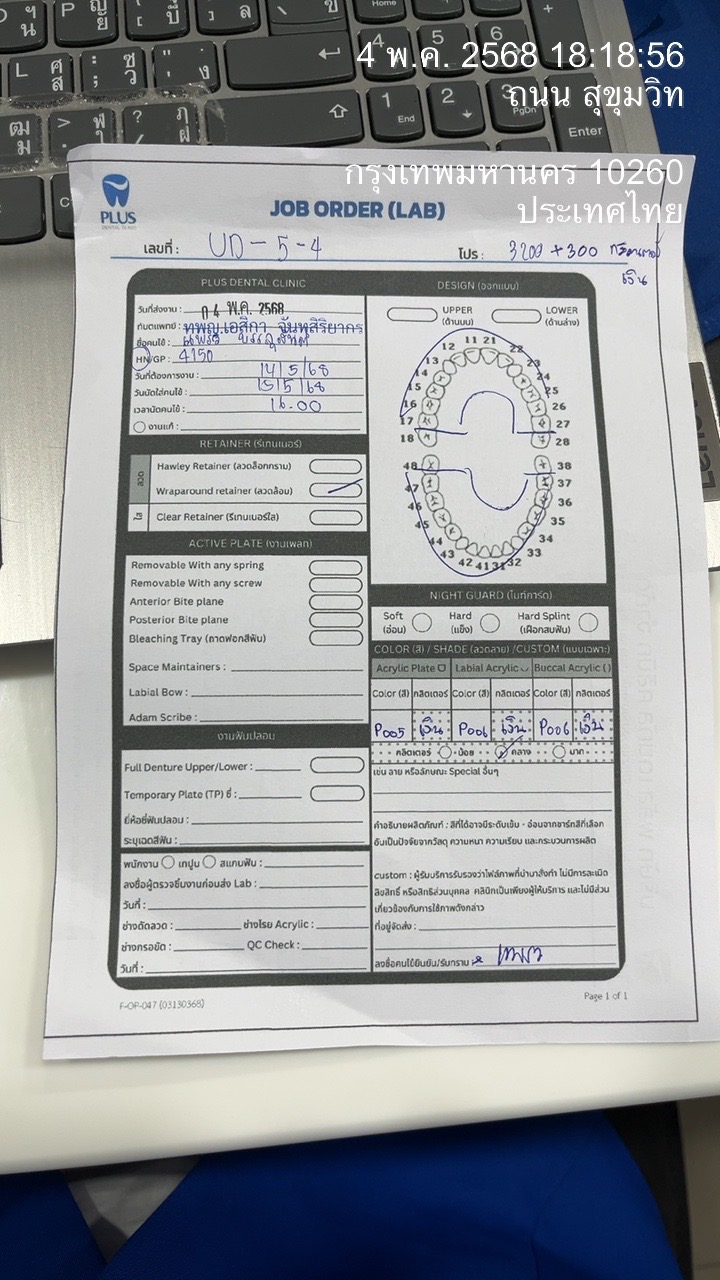 4 พ.ค. 2568 18:18:56
ถนน สุขุมวิท
กรุงเทพมหานคร 10260
ประเทศไทย
PLUS
DENTAL CLINIC
JOB ORDER (LAB)
เลขที่ : UD-5-4
โปร : 3200 + 300
เงิน
PLUS DENTAL CLINIC
วันที่ส่งงาน : 04 พ.ค. 2568
ทันตแพทย์ : ทพญ.เอสิกา จันทุสิริยากร
ชื่อคนไข้ :
HN/GP : 4150
วันที่ต้องการงาน : 14/5/68
วันนัดใส่คนไข้ : 15/5/68
เวลานัดคนไข้ : 16.00
งานแก้ :
RETAINER (รีเทนเนอร์)
ลวด
Hawley Retainer (ลวดล็อกกราม)
Wraparound retainer (ลวดล้อม)
ใส
Clear Retainer (รีเทนเนอร์ใส)
ACTIVE PLATE (งานเพลท)
Removable With any spring
Removable With any screw
Anterior Bite plane
Posterior Bite plane
Bleaching Tray (ถาดฟอกสีฟัน)
Space Maintainers :
Labial Bow :
Adam Scribe :
งานฟันปลอม
Full Denture Upper/Lower :
Temporary Plate (TP) ซี่ :
ยี่ห้อซี่ฟันปลอม :
ระบุเฉดสีฟัน :
พนักงาน เทปูน สแกนฟัน :
ลงชื่อผู้ตรวจชิ้นงานก่อนส่ง Lab :
วันที่ :
ช่างดัดลวด : ช่างโรย Acrylic :
ช่างกรอขัด : QC Check :
วันที่ :
DESIGN (ออกแบบ)
UPPER
(ด้านบน)
LOWER
(ด้านล่าง)
11 21
12 22
13 23
14 24
15 25
16 26
17 27
18 28
48 38
47 37
46 36
45 35
44 34
43 33
42 41 31 32
NIGHT GUARD (ไนท์การ์ด)
Soft
(อ่อน)
Hard
(แข็ง)
Hard Splint
(เฝือกสบฟัน)
COLOR (สี) / SHADE (ลวดลาย) /CUSTOM (แบบเฉพาะ)
Acrylic Plate Labial Acrylic Buccal Acrylic ( )
Color (สี) กลิตเตอร์ Color (สี) กลิตเตอร์ Color (สี) กลิตเตอร์
P005 เงิน P006 เงิน P006 เงิน
กลิตเตอร์ น้อย กลาง มาก
เช่น ลาย หรือลักษณะ Special อื่นๆ
คำอธิบายผลิตภัณฑ์ : สีที่ได้อาจมีระดับเข้ม - อ่อนจากชาร์ทสีที่เลือก
อันเป็นปัจจัยจากวัสดุ ความหนา ความเรียบ และกระบวนการผลิต
custom : ผู้รับบริการรับรองว่าไฟล์ภาพที่นำมาสั่งทำ ไม่มีการละเมิด
ลิขสิทธิ์ หรือสิทธิส่วนบุคคล คลินิกเป็นเพียงผู้ให้บริการ และไม่มีส่วน
เกี่ยวข้องกับการใช้ภาพดังกล่าว
ที่อยู่จัดส่ง :
ลงชื่อคนไข้ยืนยัน/รับทราบ
F-OP-047 (03130368)
Page 1 of 1